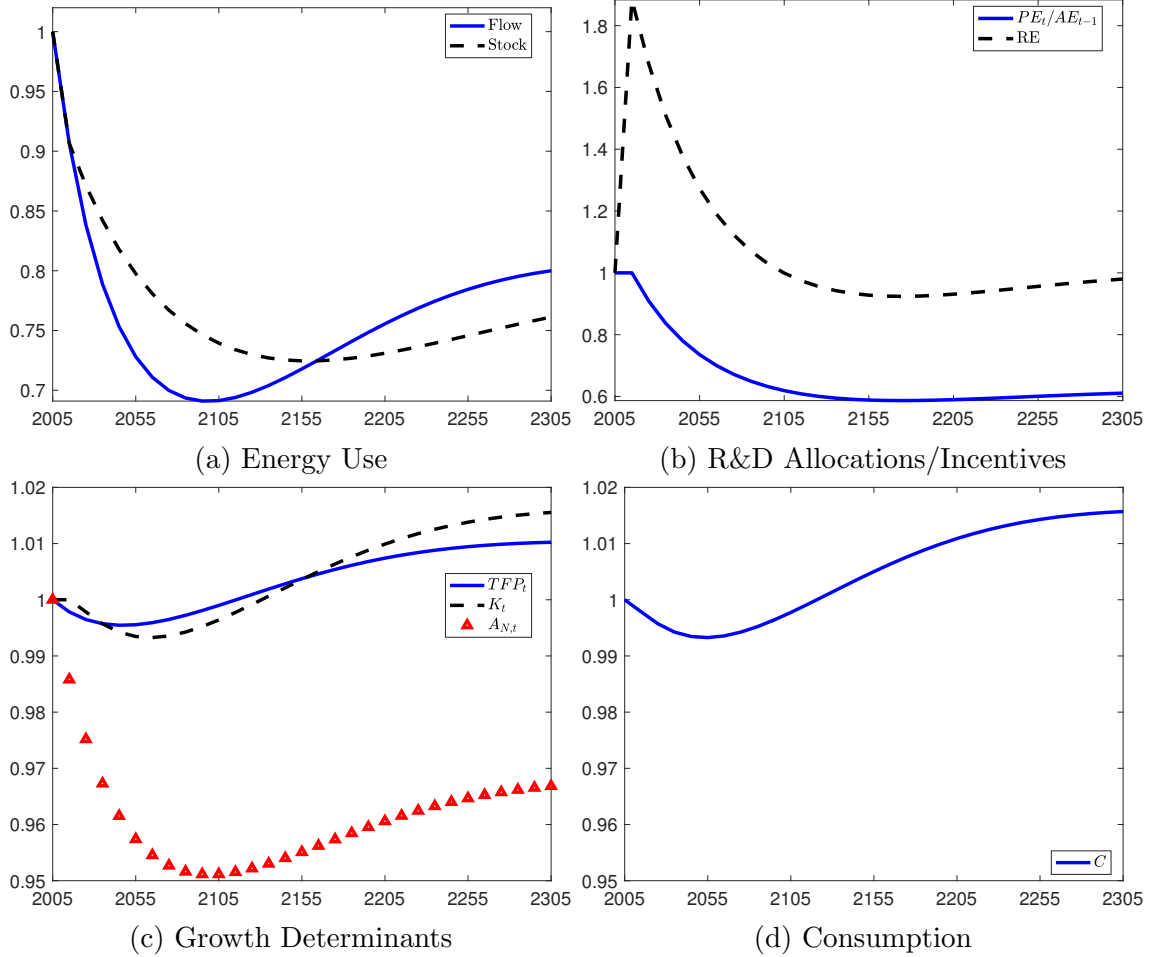 Flow
Stock
1
0.95
0.9
0.85
0.8
0.75
0.7
2005 2055 2105 2155 2205 2255 2305
(a) Energy Use
PE_t/AE_{t-1}
RE
1.8
1.6
1.4
1.2
1
0.8
0.6
2005 2055 2105 2155 2205 2255 2305
(b) R&D Allocations/Incentives
1.02
1.01
1
0.99
0.98
0.97
0.96
0.95
TFP_t
K_t
A_{N,t}
2005 2055 2105 2155 2205 2255 2305
(c) Growth Determinants
1.02
1.01
1
0.99
0.98
0.97
0.96
0.95
C
2005 2055 2105 2155 2205 2255 2305
(d) Consumption